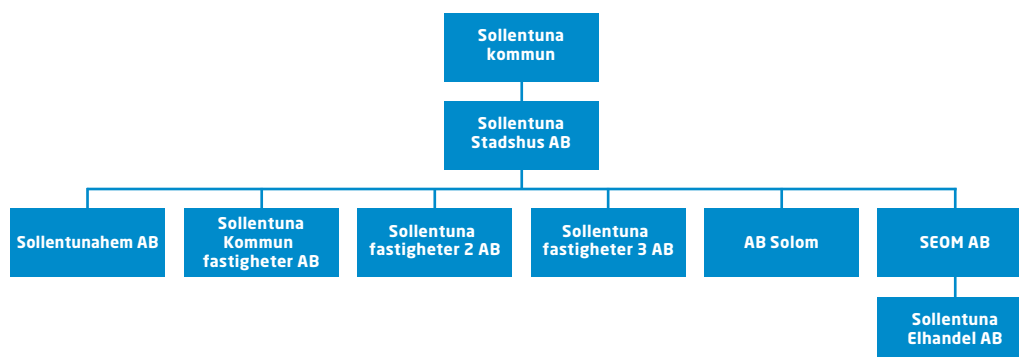 Sollentuna
kommun
Sollentuna
Stadshus AB
Sollentunahem AB
Sollentuna
Kommun
fastigheter AB
Sollentuna
fastigheter 2 AB
Sollentuna
fastigheter 3 AB
AB Solom
SEOM AB
Sollentuna
Elhandel AB